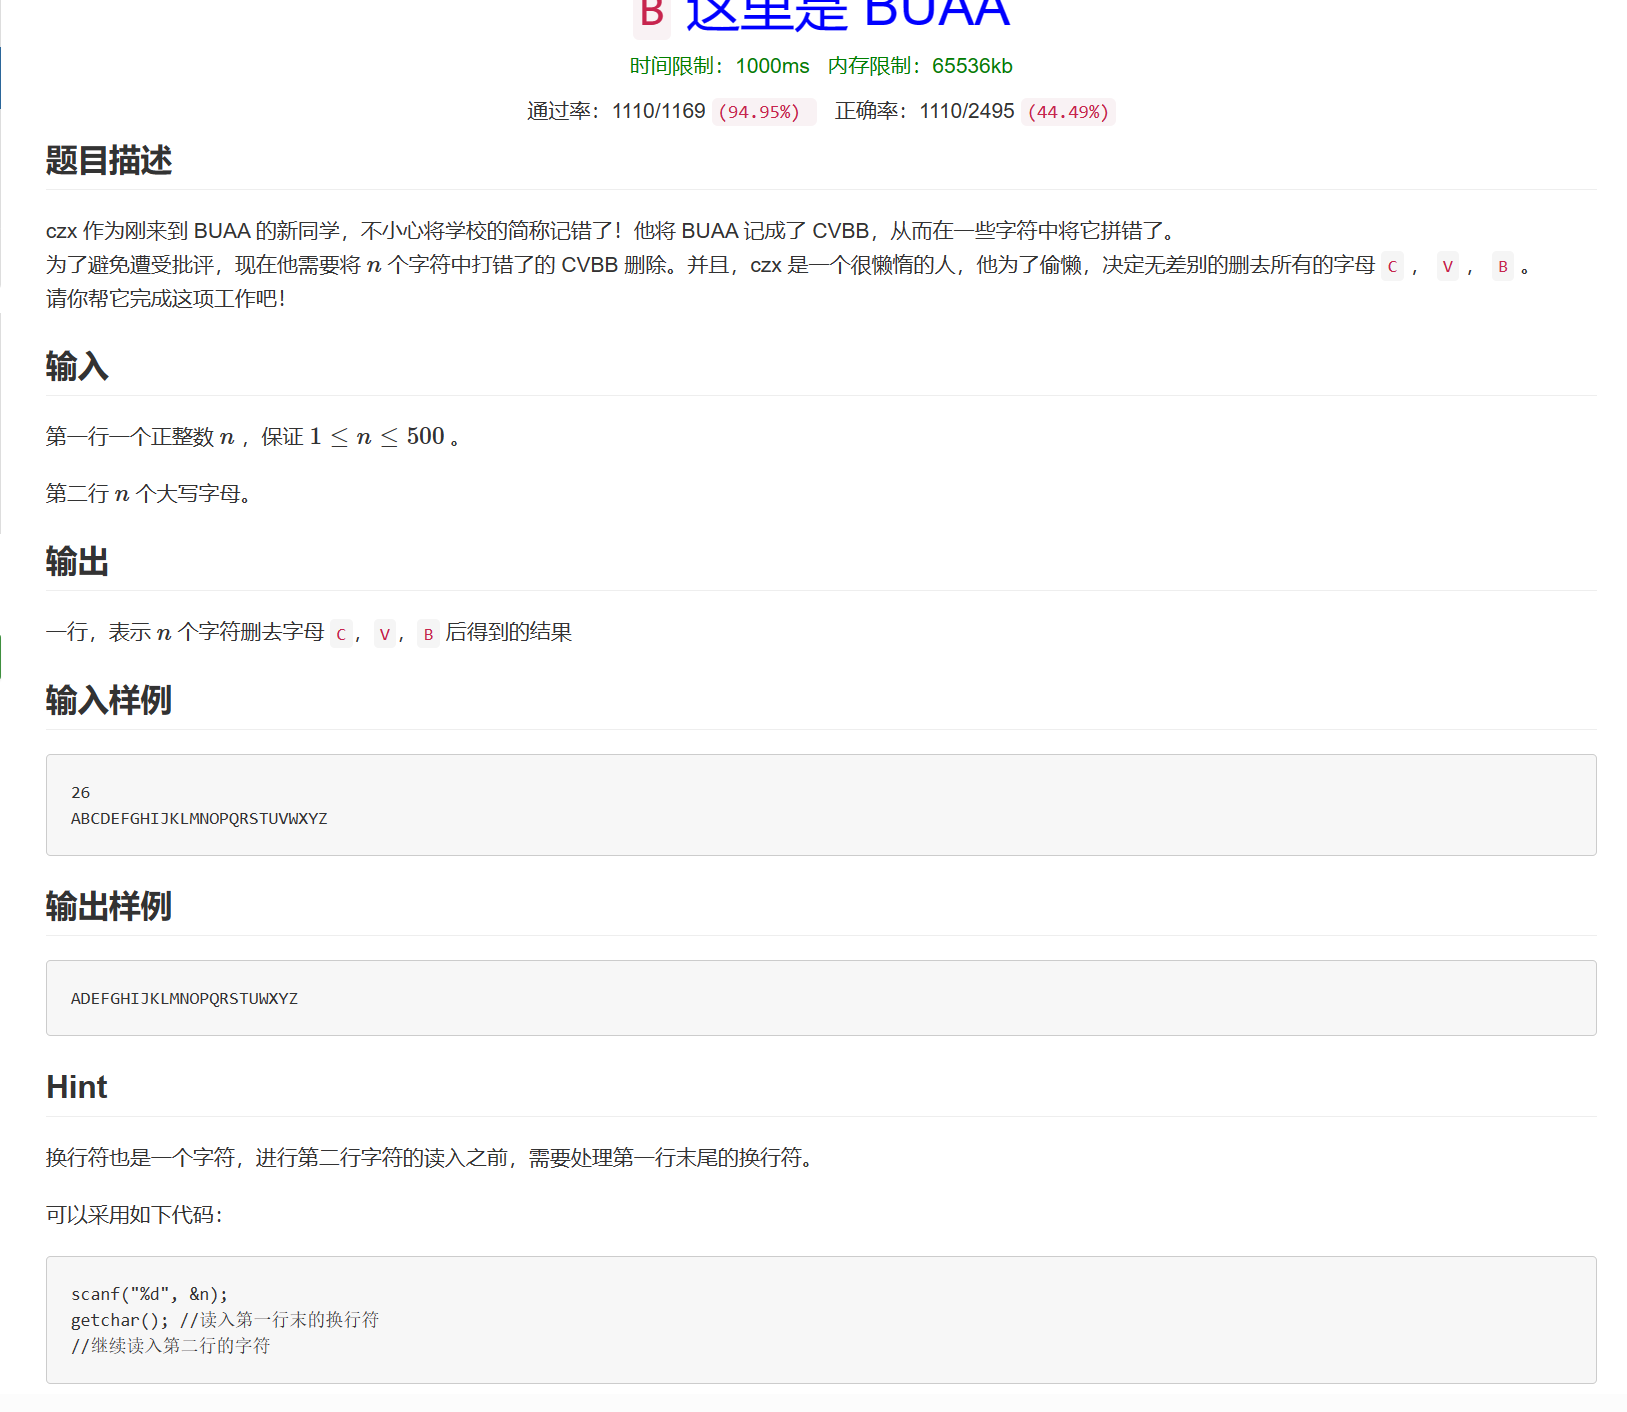 B 这里是 BUAA
时间限制：1000ms 内存限制：65536kb
通过率：1110/1169 (94.95%) 正确率：1110/2495 (44.49%)
题目描述
czx 作为刚来到 BUAA 的新同学，不小心将学校的简称记错了！他将 BUAA 记成了 CVBB，从而在一些字符中将它拼错了。
为了避免遭受批评，现在他需要将 n 个字符中打错了的 CVBB 删除。并且，czx 是一个很懒惰的人，他为了偷懒，决定无差别的删去所有的字母 C ， V ， B 。
请你帮它完成这项工作吧！
输入
第一行一个正整数 n ，保证 1 ≤ n ≤ 500 。
第二行 n 个大写字母。
输出
一行，表示 n 个字符删去字母 C ， V ， B 后得到的结果
输入样例
26
ABCDEFGHIJKLMNOPQRSTUVWXYZ
输出样例
ADEFGHIJKLMNOPQRSTUWXYZ
Hint
换行符也是一个字符，进行第二行字符的读入之前，需要处理第一行末尾的换行符。
可以采用如下代码：
scanf("%d", &n);
getchar(); //读入第一行末的换行符
//继续读入第二行的字符